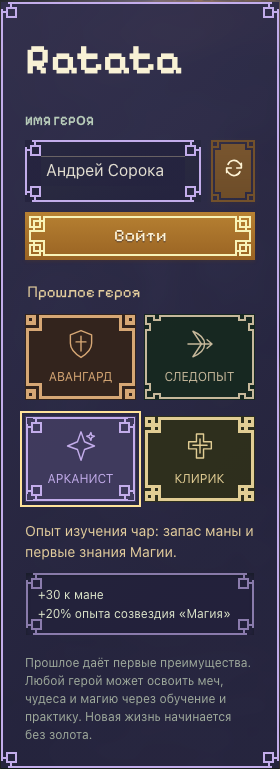 Ratata
ИМЯ ГЕРОЯ
Андрей Сорока
Войти
Прошлое героя
АВАНГАРД
СЛЕДОПЫТ
АРКАНИСТ
КЛИРИК
Опыт изучения чар: запас маны и
первые знания Магии.
+30 к мане
+20% опыта созвездия «Магия»
Прошлое даёт первые преимущества.
Любой герой может освоить меч,
чудеса и магию через обучение и
практику. Новая жизнь начинается
без золота.